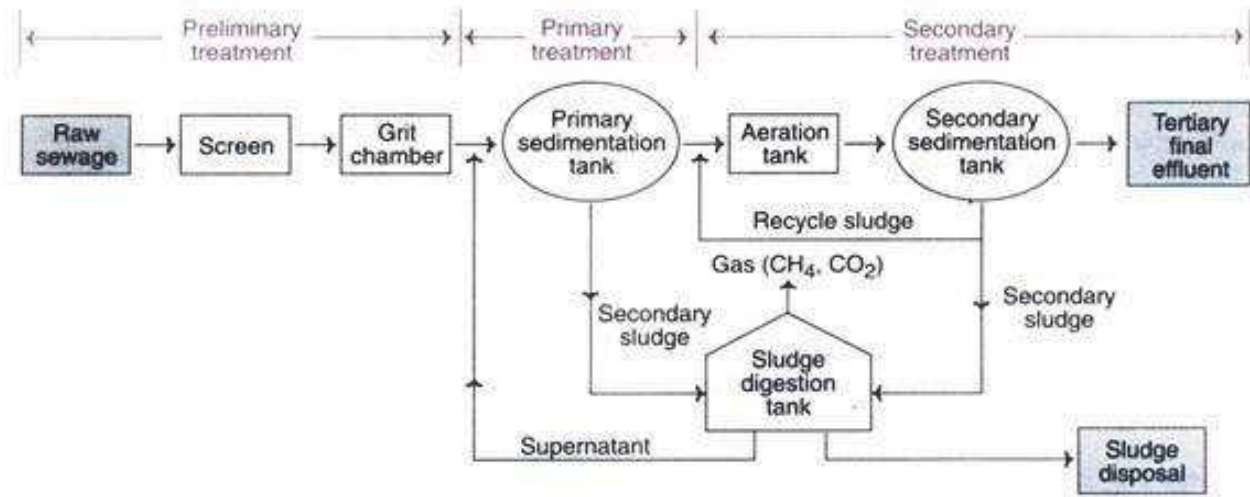 Preliminary
treatment
Primary
treatment
Secondary
treatment
Raw
sewage
Screen
Grit
chamber
Primary
sedimentation
tank
Aeration
tank
Secondary
sedimentation
tank
Tertiary
final
effluent
Recycle sludge
Gas (CH₄, CO₂)
Secondary
sludge
Secondary
sludge
Sludge
digestion
tank
Supernatant
Sludge
disposal